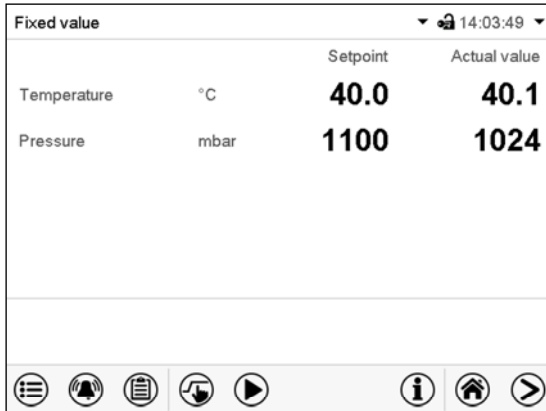 Fixed value 14:03:49
Setpoint Actual value
Temperature °C 40.0 40.1
Pressure mbar 1100 1024